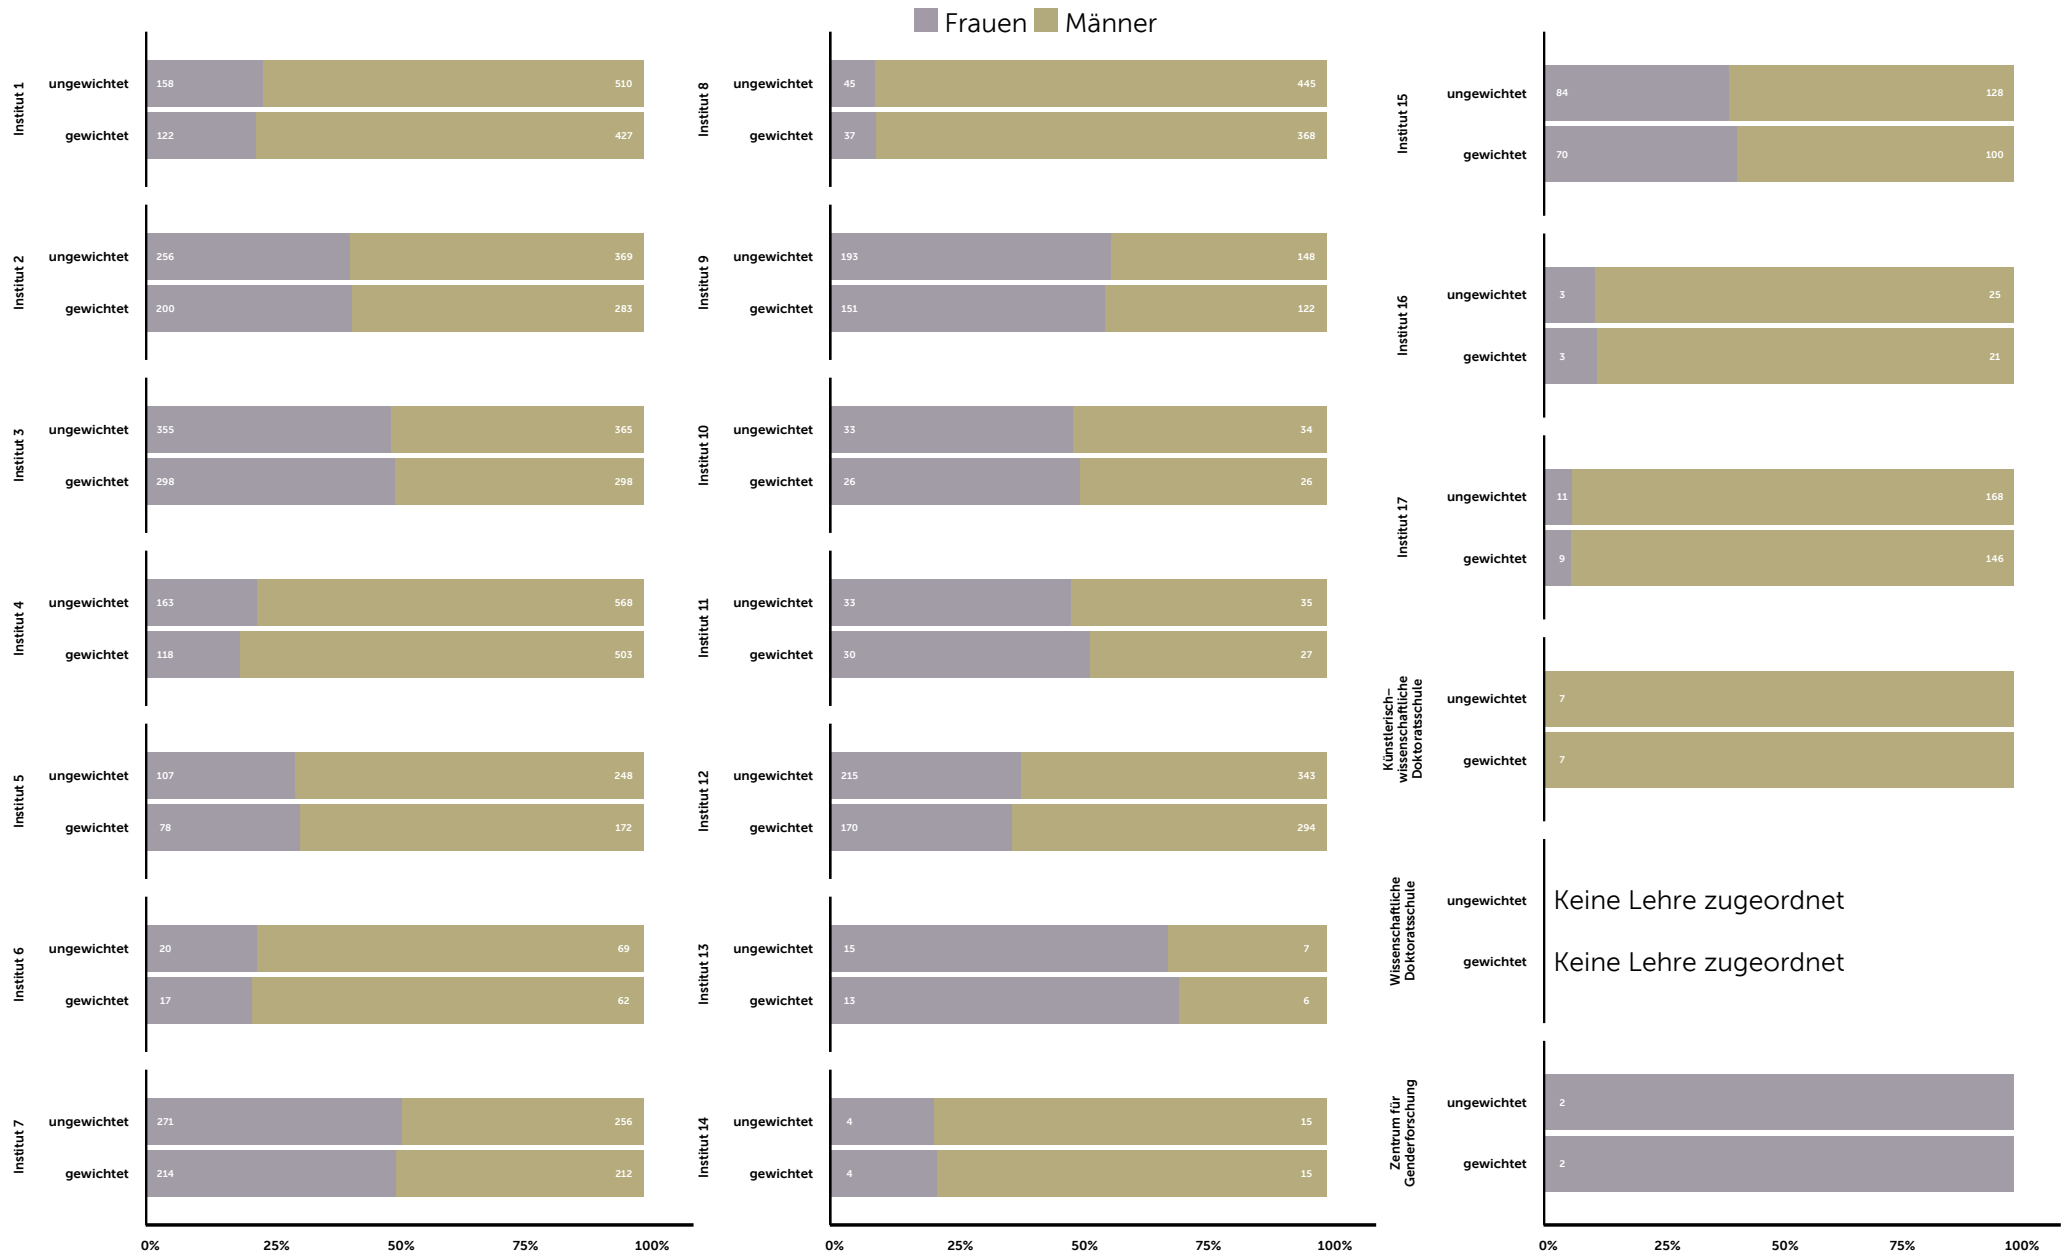 Frauen Männer
Institut 1
ungewichtet 158 510
gewichtet 122 427
Institut 2
ungewichtet 256 369
gewichtet 200 283
Institut 3
ungewichtet 355 365
gewichtet 298 298
Institut 4
ungewichtet 163 568
gewichtet 118 503
Institut 5
ungewichtet 107 248
gewichtet 78 172
Institut 6
ungewichtet 20 69
gewichtet 17 62
Institut 7
ungewichtet 271 256
gewichtet 214 212
0% 25% 50% 75% 100%
Institut 8
ungewichtet 45 445
gewichtet 37 368
Institut 9
ungewichtet 193 148
gewichtet 151 122
Institut 10
ungewichtet 33 34
gewichtet 26 26
Institut 11
ungewichtet 33 35
gewichtet 30 27
Institut 12
ungewichtet 215 343
gewichtet 170 294
Institut 13
ungewichtet 15 7
gewichtet 13 6
Institut 14
ungewichtet 4 15
gewichtet 4 15
0% 25% 50% 75% 100%
Institut 15
ungewichtet 84 128
gewichtet 70 100
Institut 16
ungewichtet 3 25
gewichtet 3 21
Institut 17
ungewichtet 11 168
gewichtet 9 146
Künstlerisch–
wissenschaftliche
Doktoratsschule
ungewichtet 7
gewichtet 7
Wissenschaftliche
Doktoratsschule
ungewichtet Keine Lehre zugeordnet
gewichtet Keine Lehre zugeordnet
Zentrum für
Genderforschung
ungewichtet 2
gewichtet 2
0% 25% 50% 75% 100%